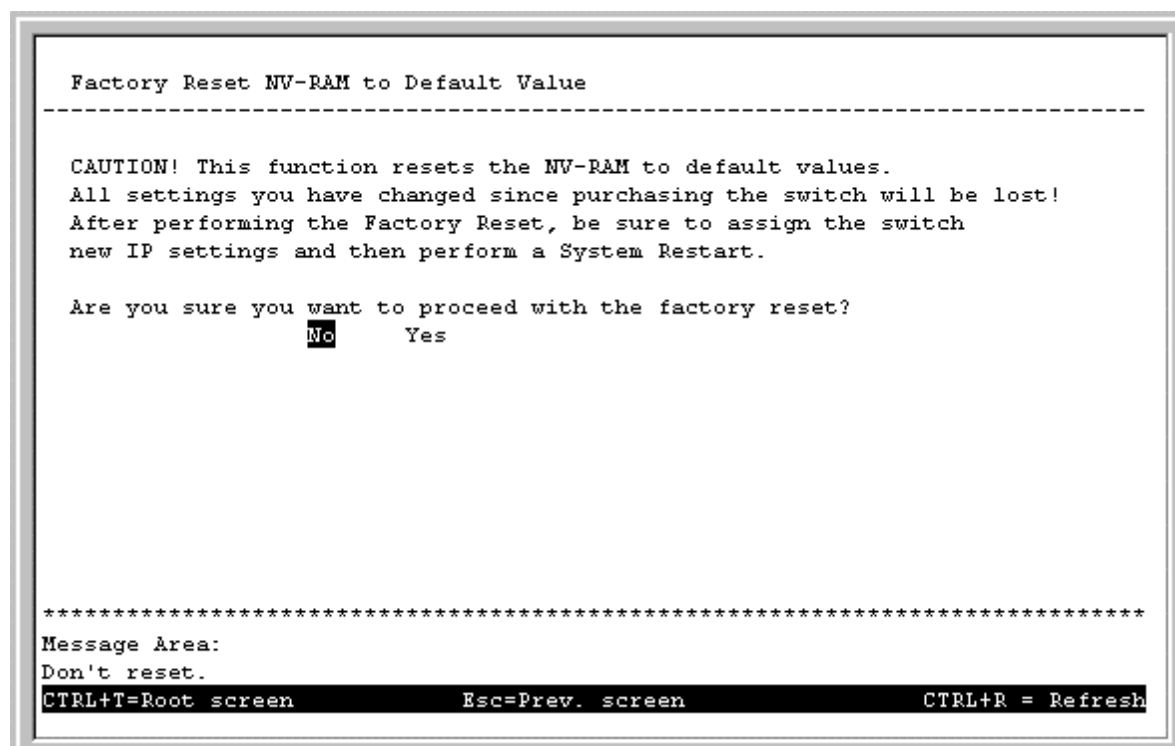 Factory Reset NV-RAM to Default Value
--------------------------------------------------------------------------------
CAUTION! This function resets the NV-RAM to default values.
All settings you have changed since purchasing the switch will be lost!
After performing the Factory Reset, be sure to assign the switch
new IP settings and then perform a System Restart.
Are you sure you want to proceed with the factory reset?
No Yes
********************************************************************************
Message Area:
Don't reset.
CTRL+T=Root screen Esc=Prev. screen CTRL+R = Refresh